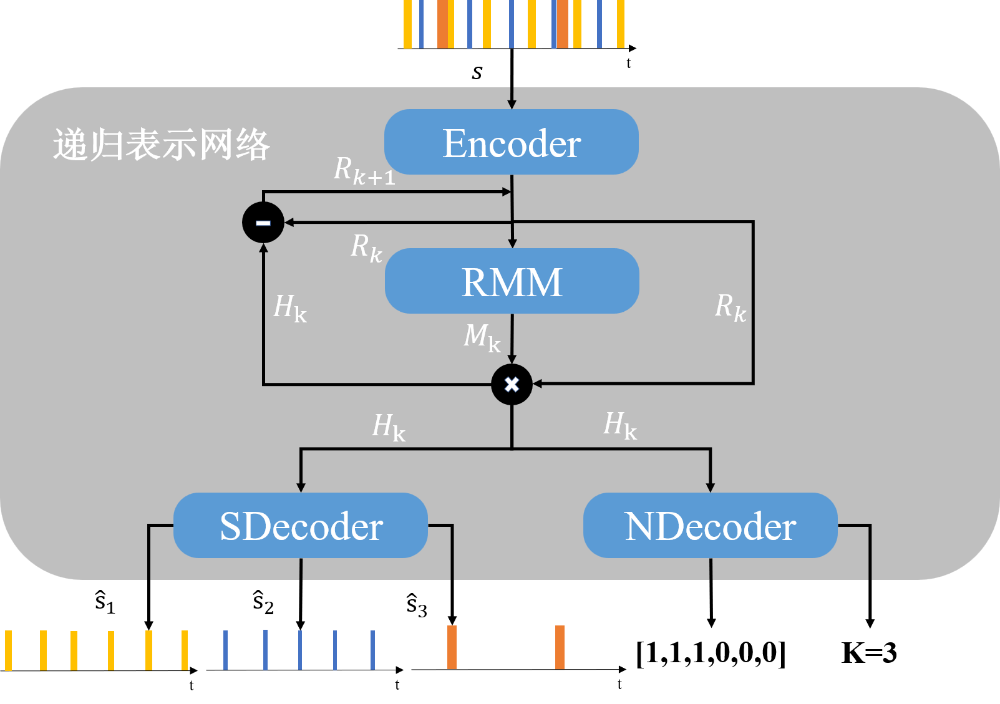 t
s
递归表示网络
Encoder
R_{k+1}
R_k
RMM
H_k
R_k
M_k
H_k
H_k
SDecoder
NDecoder
ŝ_1
ŝ_2
ŝ_3
[1,1,1,0,0,0]
K=3
t
t
t